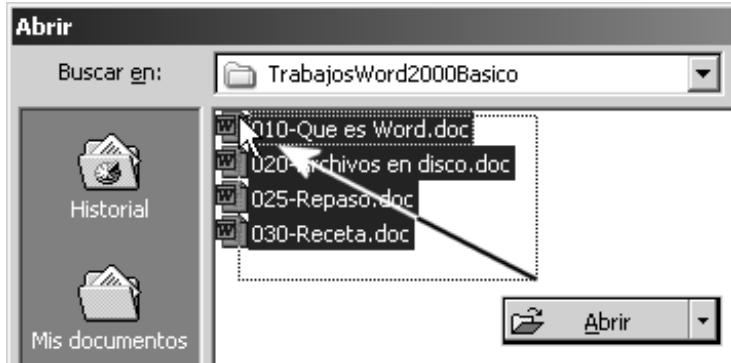 Abrir
Buscar en: TrabajosWord2000Basico
010-Que es Word.doc
020-Archivos en disco.doc
025-Repaso.doc
030-Receta.doc
Historial
Mis documentos
Abrir